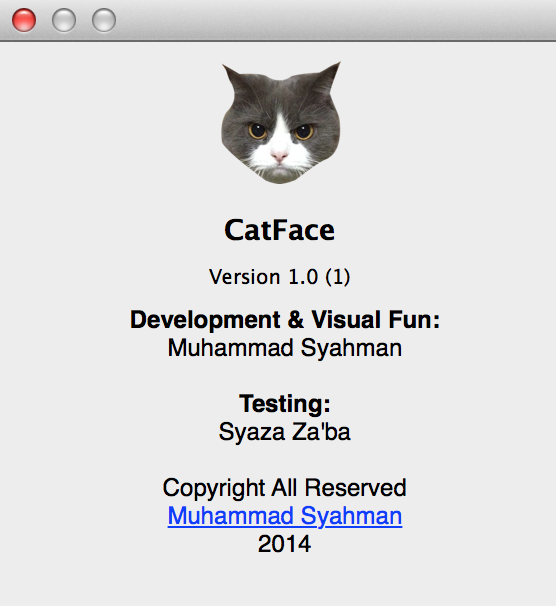 CatFace
Version 1.0 (1)
Development & Visual Fun:
Muhammad Syahman
Testing:
Syaza Za'ba
Copyright All Reserved
Muhammad Syahman
2014